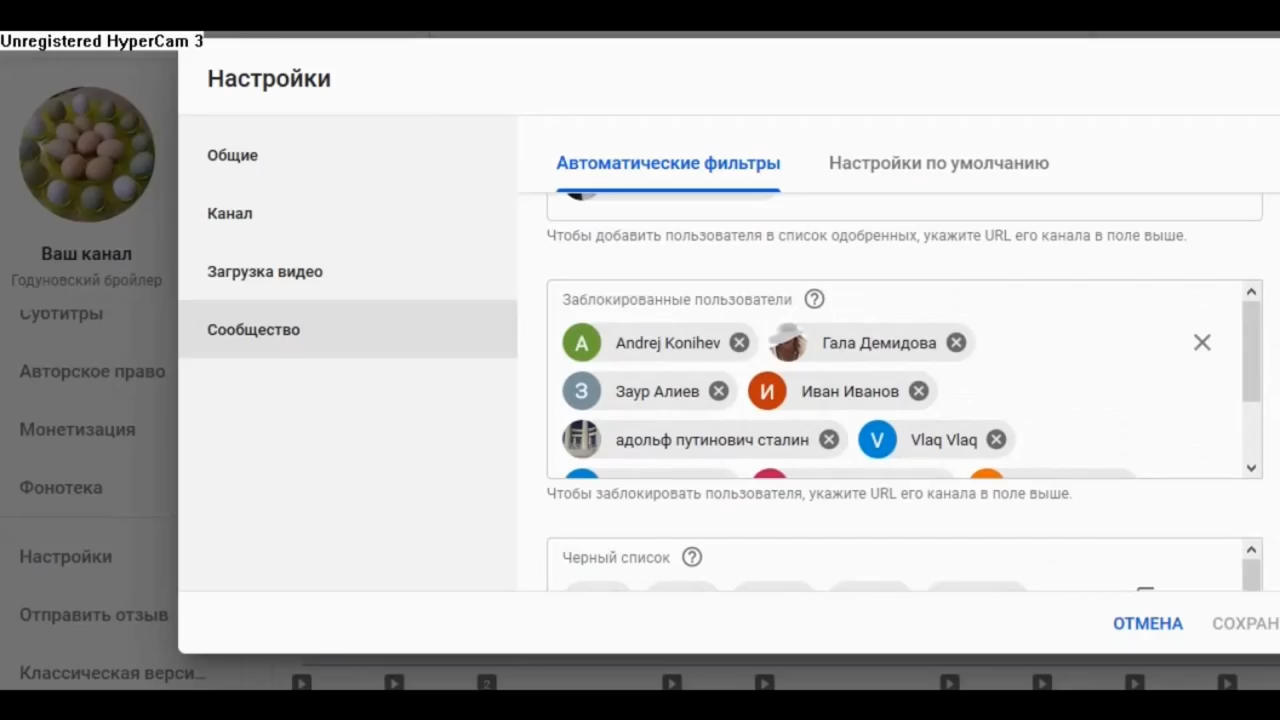 Unregistered HyperCam 3
Настройки
Ваш канал
Годуновский бройлер
Субтитры
Авторское право
Монетизация
Фонотека
Настройки
Отправить отзыв
Классическая верси...
Общие
Канал
Загрузка видео
Сообщество
Автоматические фильтры Настройки по умолчанию
Чтобы добавить пользователя в список одобренных, укажите URL его канала в поле выше.
Заблокированные пользователи ?
A Andrej Konihev Гала Демидова
З Заур Алиев И Иван Иванов
адольф путинович сталин V Vlaq Vlaq
Чтобы заблокировать пользователя, укажите URL его канала в поле выше.
Черный список ?
ОТМЕНА СОХРАН
2